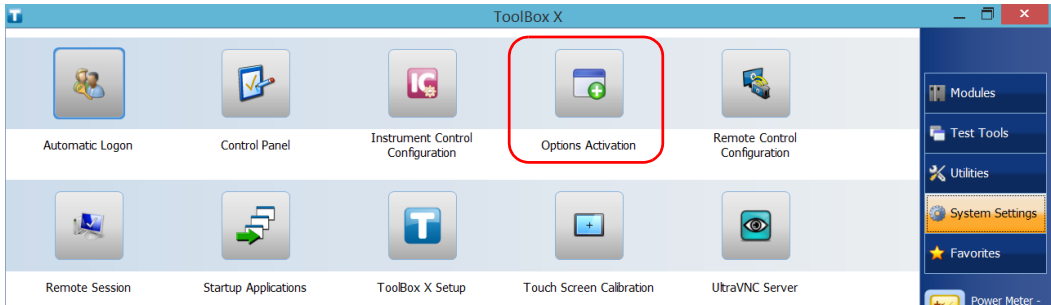 ToolBox X
Automatic Logon
Control Panel
Instrument Control
Configuration
Options Activation
Remote Control
Configuration
Remote Session
Startup Applications
ToolBox X Setup
Touch Screen Calibration
UltraVNC Server
Modules
Test Tools
Utilities
System Settings
Favorites
Power Meter -